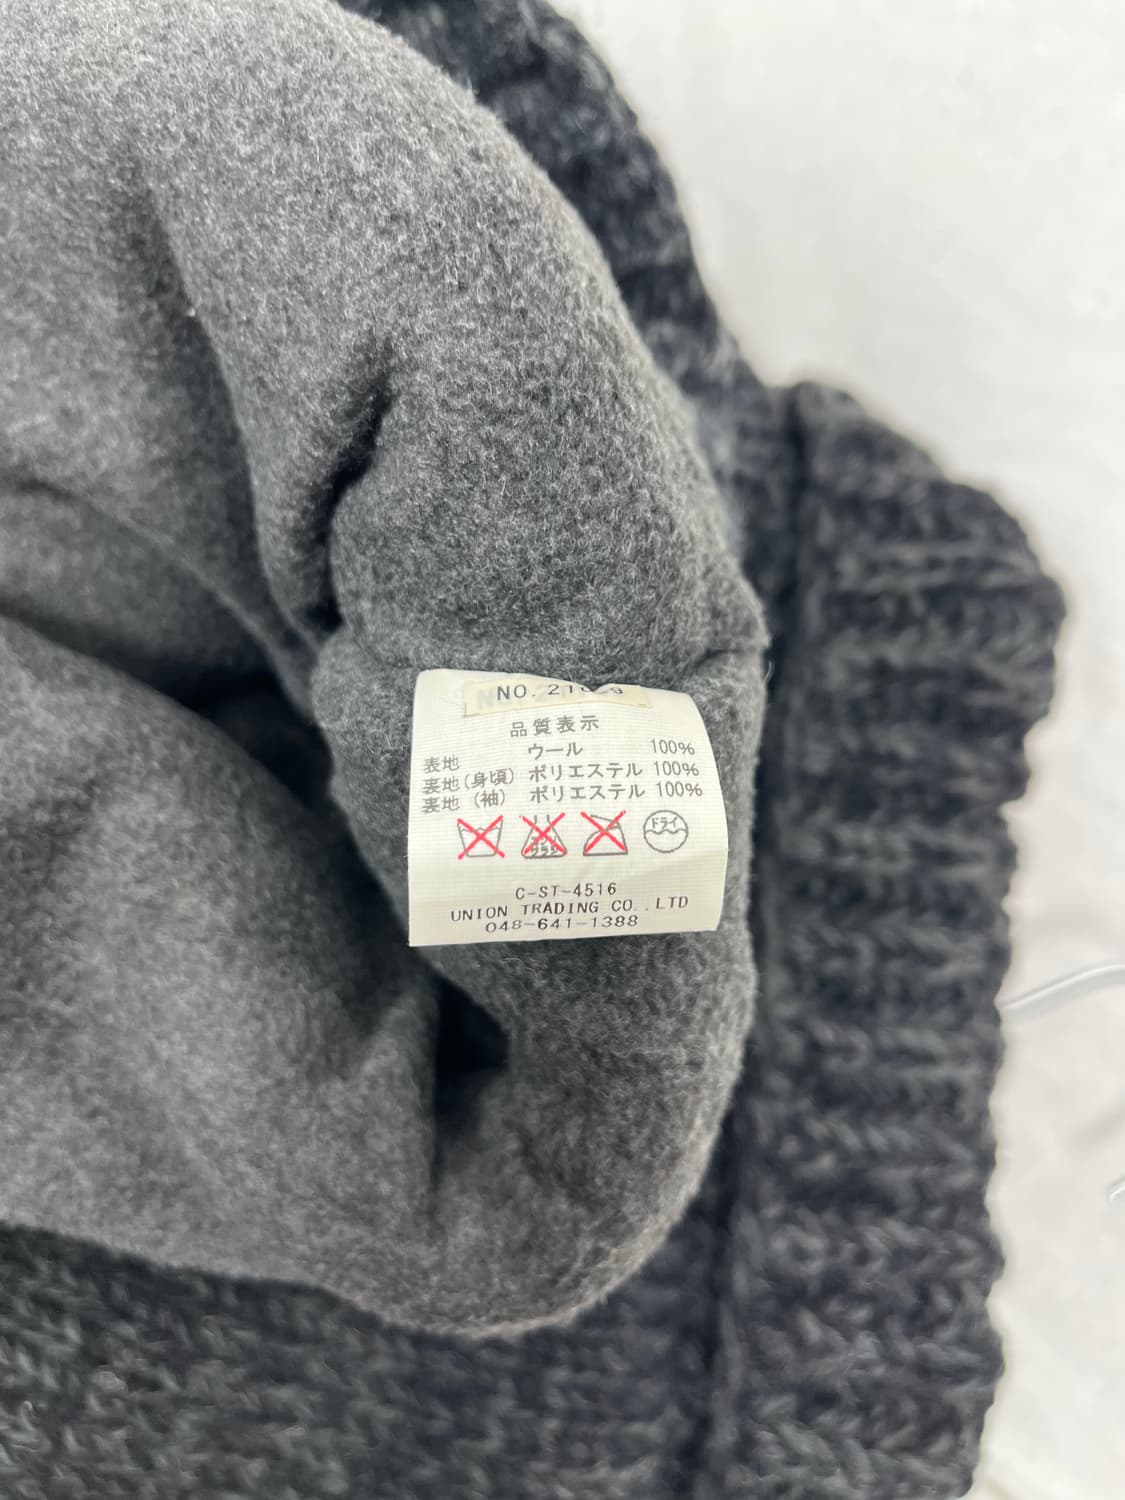 NO.
品質表示
表地 ウール 100%
裏地(身頃) ポリエステル 100%
裏地(袖) ポリエステル 100%
ドライ
C-ST-4516
UNION TRADING CO.,LTD
048-641-1388